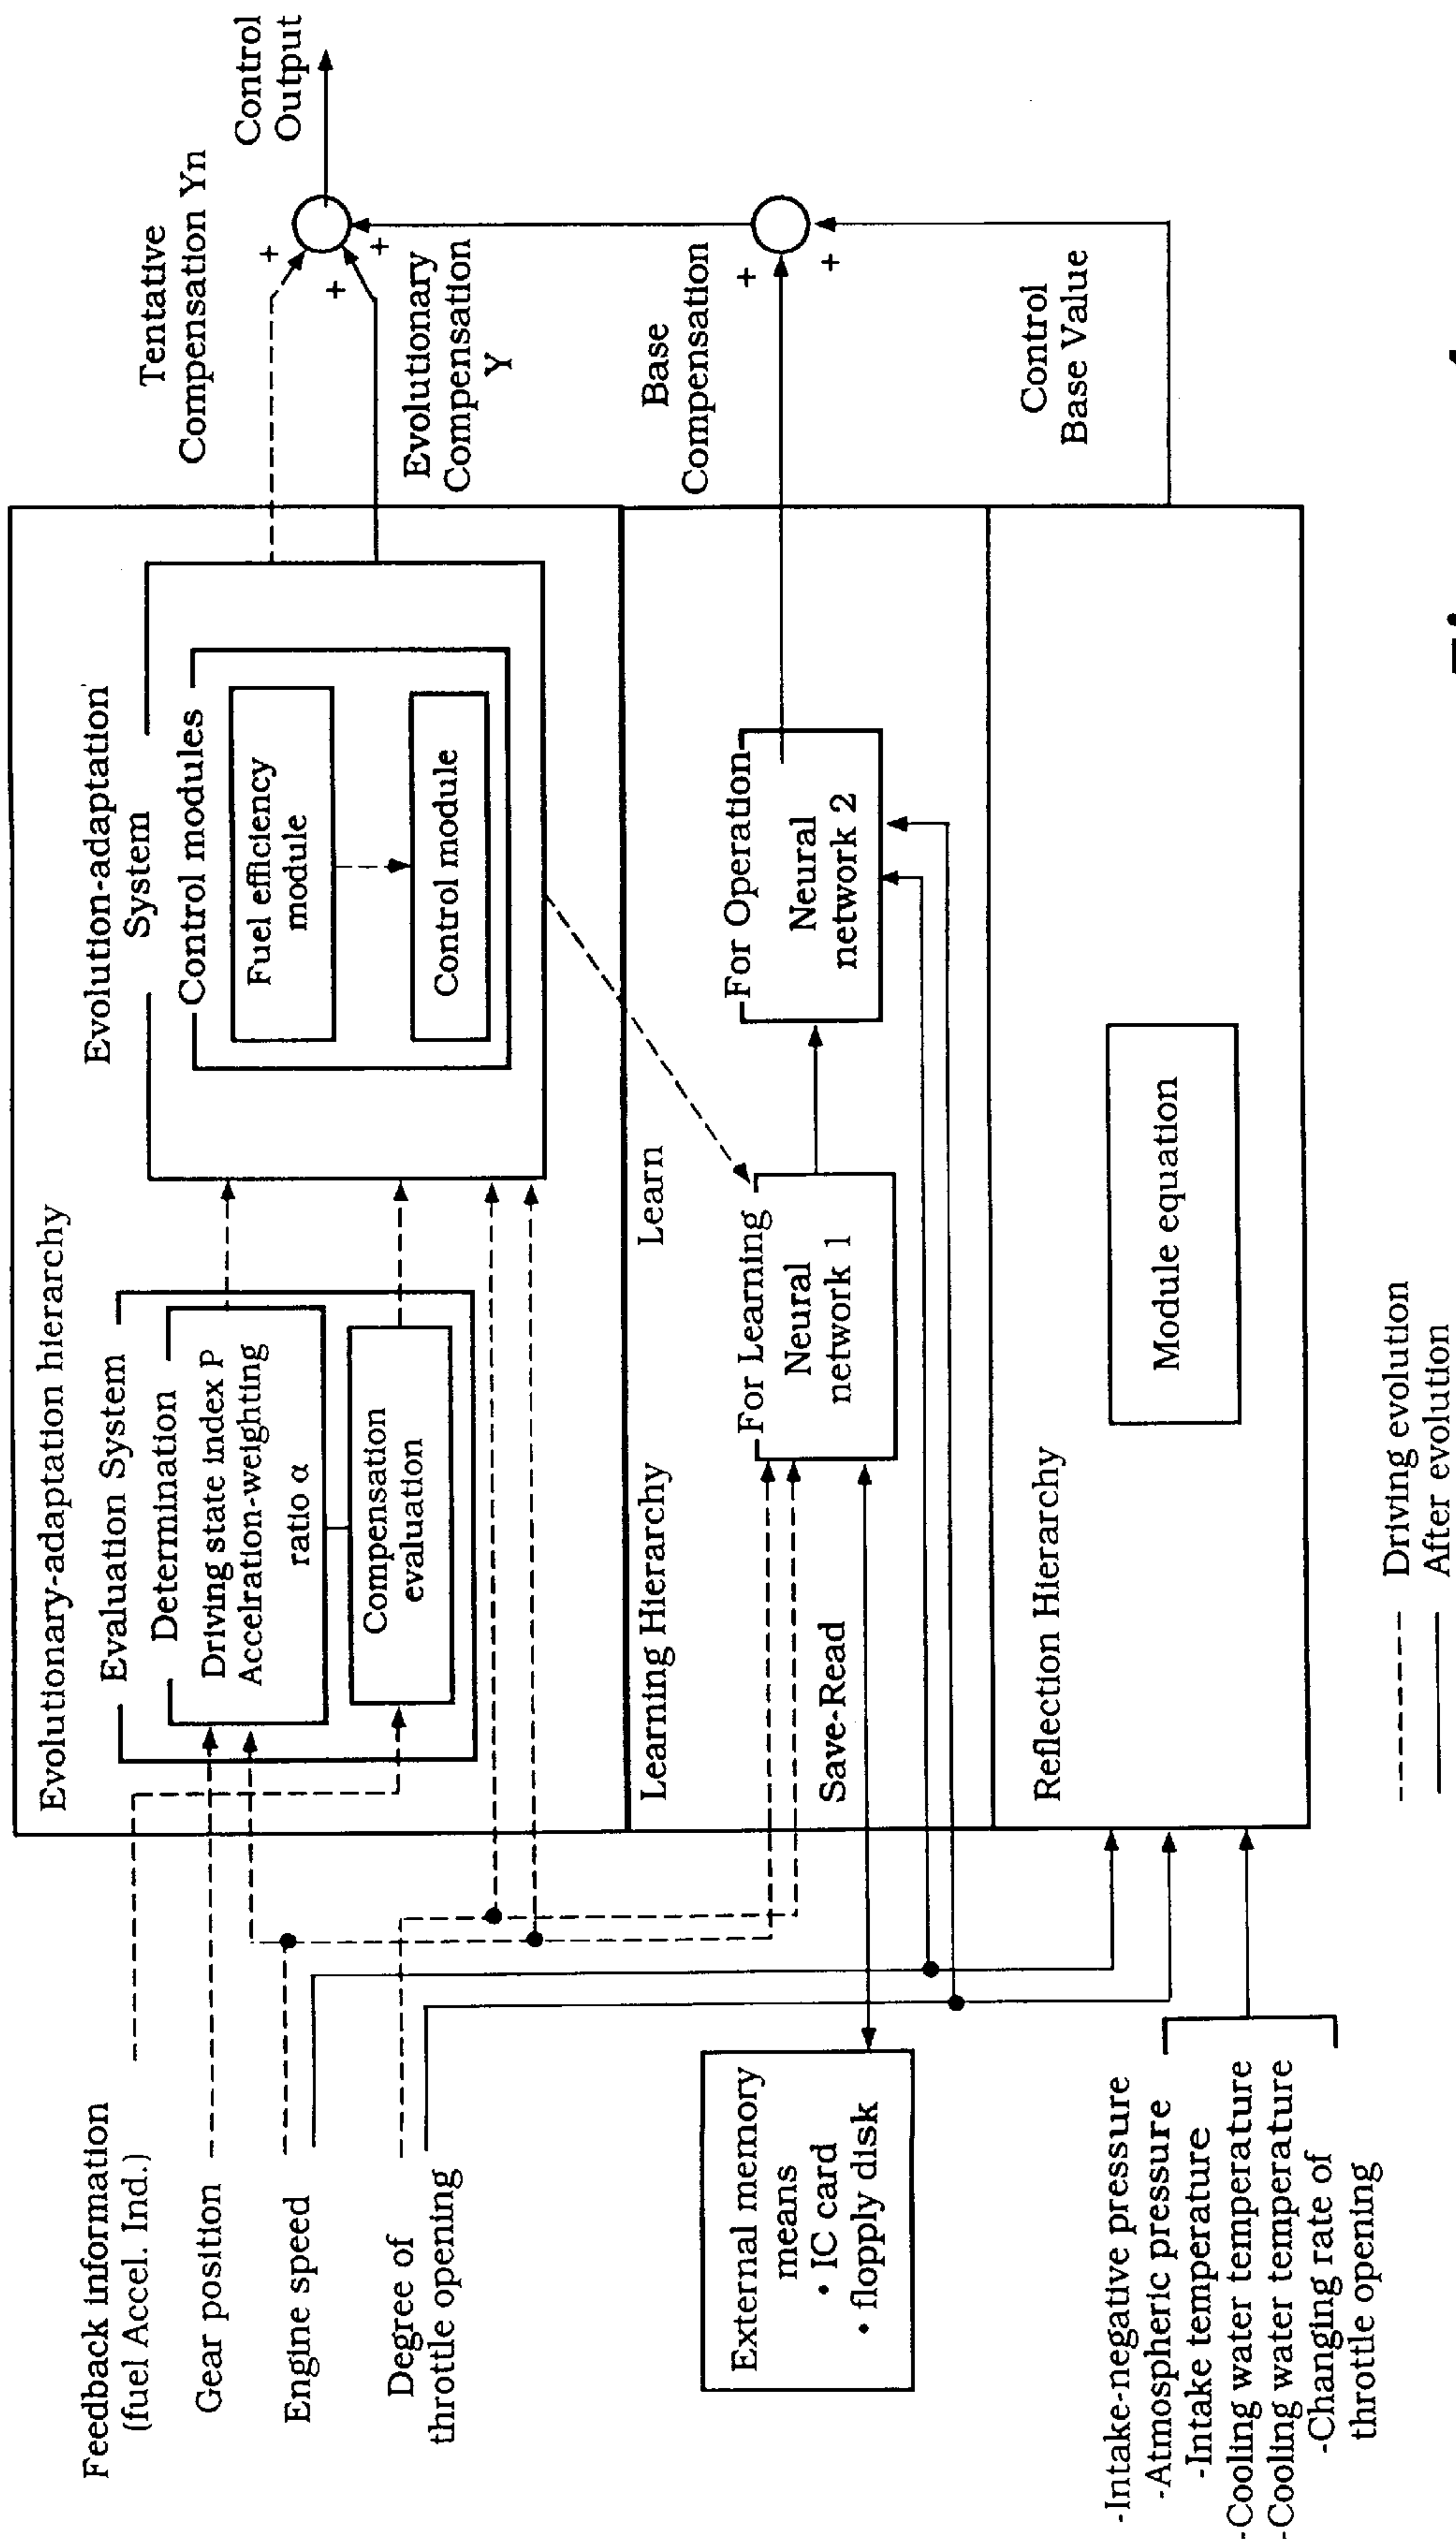 Feedback information
(fuel Accel. Ind.)
Gear position
Engine speed
Degree of
throttle opening
External memory
means
• IC card
• flopply disk
-Intake-negative pressure
-Atmospheric pressure
-Intake temperature
-Cooling water temperature
-Cooling water temperature
-Changing rate of
throttle opening
Evolutionary-adaptation hierarchy
Evaluation System
Determination
Driving state index P
Accelration-weighting
ratio α
Compensation
evaluation
Evolution-adaptation
System
Control modules
Fuel efficiency
module
Control module
Learning Hierarchy
Learn
Save-Read
For Learning
Neural
network 1
For Operation
Neural
network 2
Reflection Hierarchy
Module equation
Tentative
Compensation Yn
Evolutionary
Compensation
Y
Base
Compensation
Control
Base Value
Control
Output
+
+
+
+
+
Driving evolution
After evolution